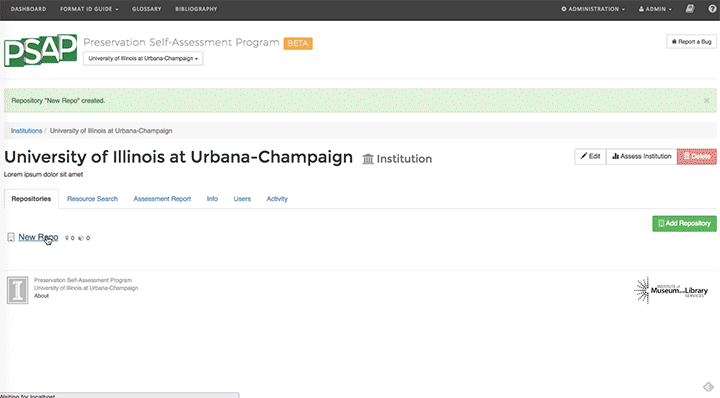 DASHBOARD FORMAT ID GUIDE GLOSSARY BIBLIOGRAPHY ADMINISTRATION ADMIN
PSAP
Preservation Self-Assessment Program BETA
University of Illinois at Urbana-Champaign
Report a Bug
Repository "New Repo" created.
Institutions / University of Illinois at Urbana-Champaign
University of Illinois at Urbana-Champaign Institution
Edit Assess Institution Delete
Lorem ipsum dolor sit amet
Repositories Resource Search Assessment Report Info Users Activity
Add Repository
New Repo 0 0
Preservation Self-Assessment Program
University of Illinois at Urbana-Champaign
About
INSTITUTE of
Museum and Library
SERVICES
Waiting for localhost